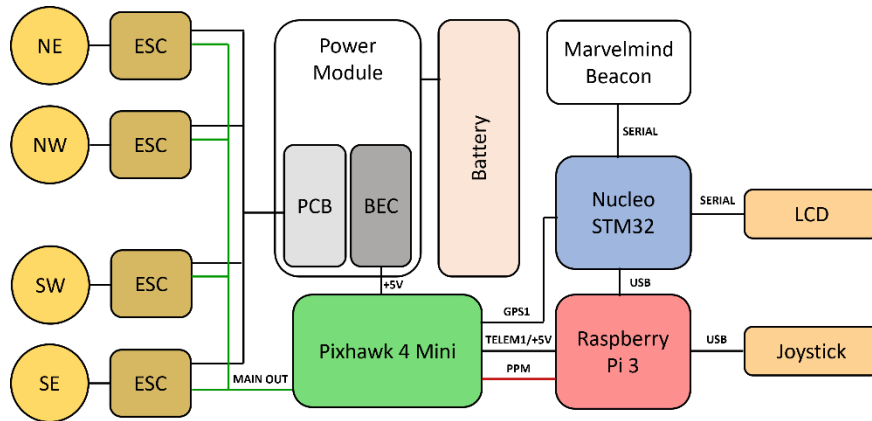 NE
ESC
NW
ESC
SW
ESC
SE
ESC
MAIN OUT
Power
Module
PCB
BEC
+5V
Battery
Pixhawk 4 Mini
Marvelmind
Beacon
SERIAL
Nucleo
STM32
SERIAL
LCD
USB
GPS1
TELEM1/+5V
PPM
Raspberry
Pi 3
USB
Joystick